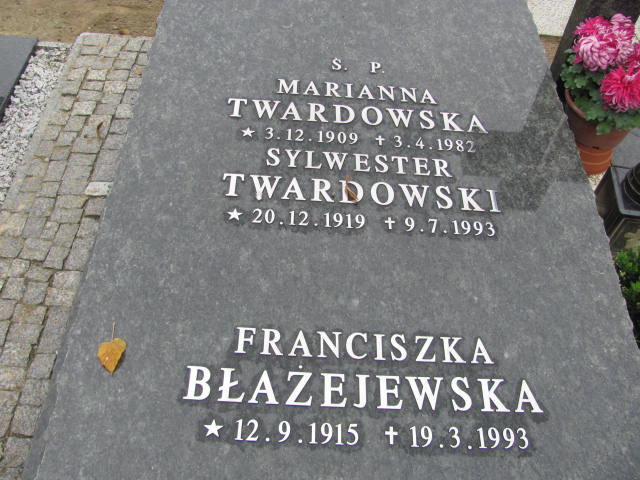 S. P.
MARIANNA
TWARDOWSKA
★ 3.12.1909 ✝ 3.4.1982
SYLWESTER
TWARDOWSKI
★ 20.12.1919 ✝ 9.7.1993
FRANCISZKA
BŁAŻEJEWSKA
★ 12.9.1915 ✝ 19.3.1993